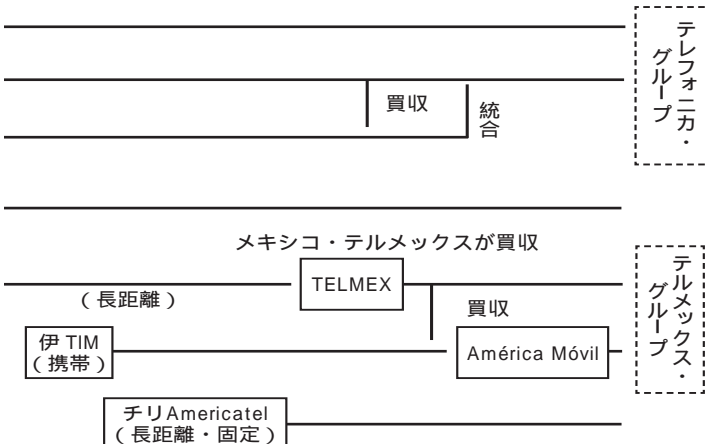 テレフォニカ・
グループ
買収
統合
メキシコ・テルメックスが買収
TELMEX
(長距離)
買収
伊 TIM
(携帯)
América Móvil
テルメックス・
グループ
チリAmericatel
(長距離・固定)